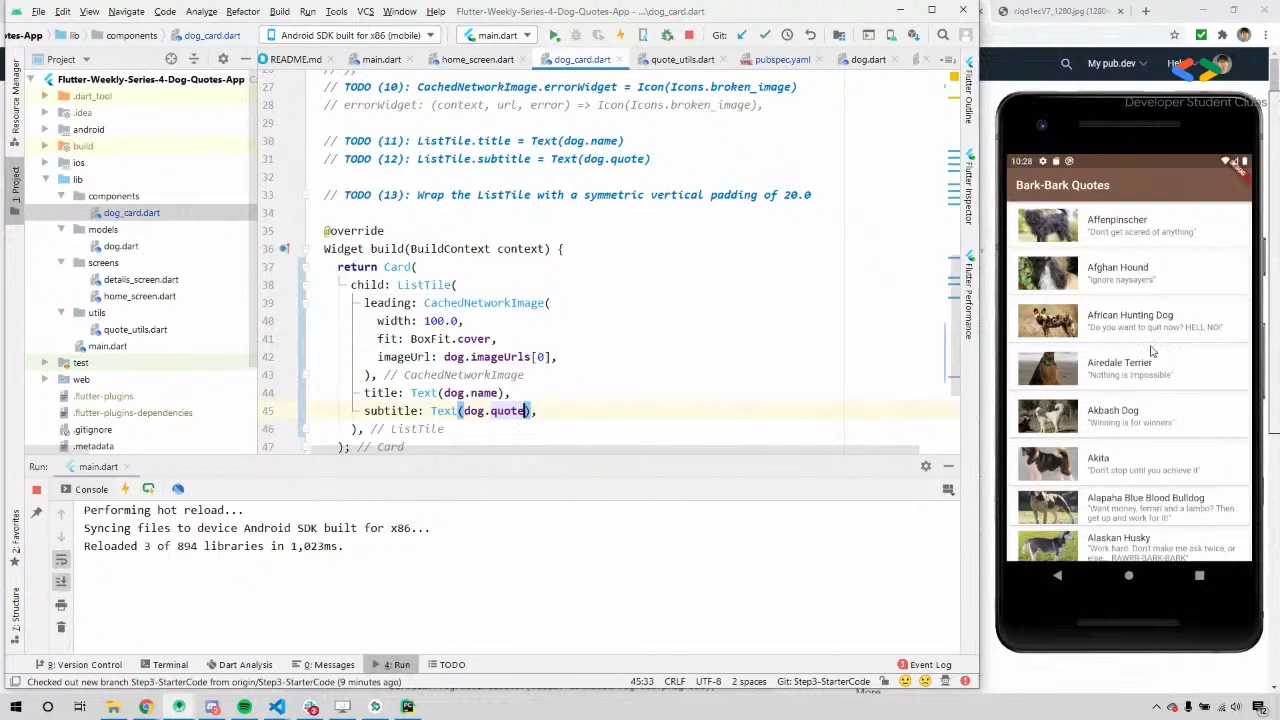 File Edit View Navigate Code Analyze Refactor Build Run Tools VCS Window Help Flutter-Weekly-Series-4-Dog-Quotes-App - ...\dog_card.dart
otes-App lib components dog_card.dart Android SDK built for x86 (mobile) main.dart Git:
Project README.md main.dart home_screen.dart dog_card.dart quote_utils.dart pubspec.yaml dog.dart
Flutter-Weekly-Series-4-Dog-Quotes-App
.dart_tool
.idea
android
build
ios
lib
components
dog_card.dart
models
dog.dart
screens
details_screen.dart
home_screen.dart
utils
quote_utils.dart
main.dart
test
web
.flutter-plugins
.flutter-plugins-dependencies
.gitignore
.metadata
Resource Manager
1: Project
2: Favorites
7: Structure
// TODO (10): CachedNetworkImage.errorWidget = Icon(Icons.broken_image)
// errorWidget: (context, url, error) => Icon(Icons.broken_image),
30
31 // TODO (11): ListTile.title = Text(dog.name)
// TODO (12): ListTile.subtitle = Text(dog.quote)
32
33 // TODO (13): Wrap the ListTile with a symmetric vertical padding of 20.0
34
@override
36 Widget build(BuildContext context) {
37 return Card(
38 child: ListTile(
39 leading: CachedNetworkImage(
40 width: 100.0,
41 fit: BoxFit.cover,
42 imageUrl: dog.imageUrls[0],
43 ), // CachedNetworkImage
44 title: Text(dog.name),
45 subtitle: Text(dog.quote),
46 ), // ListTile
47 ); // Card
Flutter Outline
Flutter Inspector
Flutter Performance
Run: main.dart
Console
Performing hot reload...
Syncing files to device Android SDK built for x86...
Reloaded 3 of 894 libraries in 1,023ms.
9: Version Control Terminal Dart Analysis 0: Messages 4: Run TODO 3 Event Log
Checked out new branch Step3-StarterCode from origin/Step3-StarterCode (9 minutes ago) 45:33 CRLF UTF-8 2 spaces Git: Step3-StarterCode
My pub.dev
Developer Student Clubs
10:28
Bark-Bark Quotes
Affenpinscher
"Don't get scared of anything"
Afghan Hound
"Ignore naysayers"
African Hunting Dog
"Do you want to quit now? HELL NO!"
Airedale Terrier
"Nothing is Impossible"
Akbash Dog
"Winning is for winners"
Akita
"Don't stop until you achieve it"
Alapaha Blue Blood Bulldog
"Want money, ferrari and a lambo? Then
get up and work for it!"
Alaskan Husky
"Work hard. Don't make me ask twice, or
else... RAWRR-BARK-BARK"
More